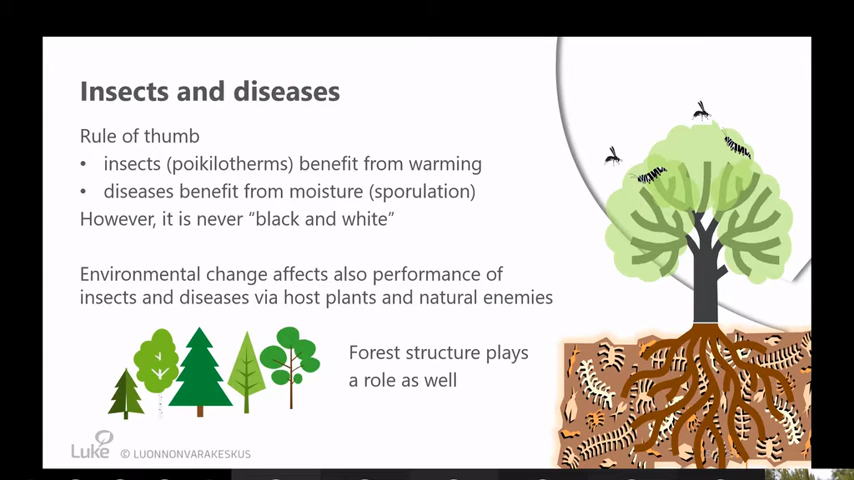 Insects and diseases
Rule of thumb
• insects (poikilotherms) benefit from warming
• diseases benefit from moisture (sporulation)
However, it is never “black and white”
Environmental change affects also performance of
insects and diseases via host plants and natural enemies
Forest structure plays
a role as well
Luke © LUONNONVARAKESKUS